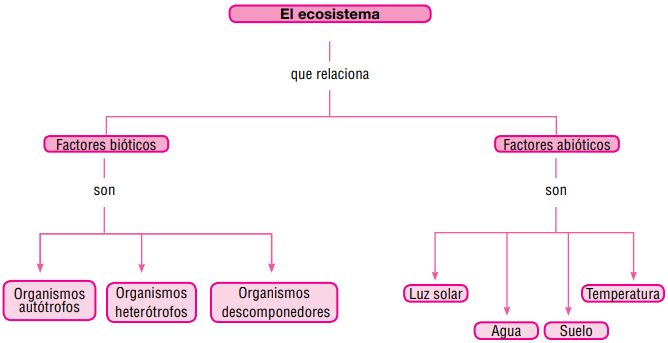 El ecosistema
que relaciona
Factores bióticos
Factores abióticos
son
son
Organismos
autótrofos
Organismos
heterótrofos
Organismos
descomponedores
Luz solar
Agua
Suelo
Temperatura